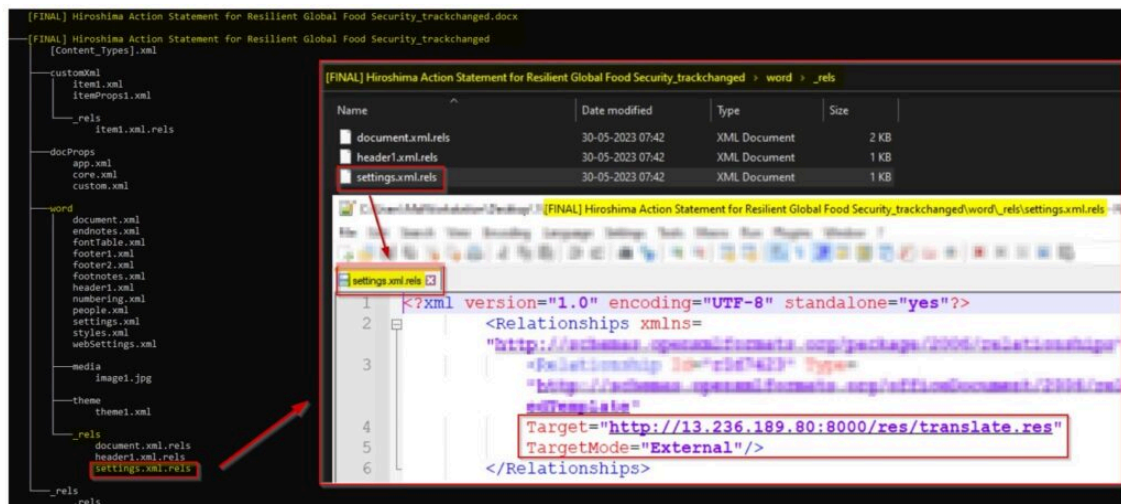 [FINAL] Hiroshima Action Statement for Resilient Global Food Security_trackchanged.docx
[FINAL] Hiroshima Action Statement for Resilient Global Food Security_trackchanged
[Content_Types].xml
customXml
item1.xml
itemProps1.xml
_rels
item1.xml.rels
docProps
app.xml
core.xml
custom.xml
word
document.xml
endnotes.xml
fontTable.xml
footer1.xml
footer2.xml
footnotes.xml
header1.xml
numbering.xml
people.xml
settings.xml
styles.xml
webSettings.xml
media
image1.jpg
theme
theme1.xml
_rels
document.xml.rels
header1.xml.rels
settings.xml.rels
_rels
.rels
[FINAL] Hiroshima Action Statement for Resilient Global Food Security_trackchanged > word > _rels
Name Date modified Type Size
document.xml.rels 30-05-2023 07:42 XML Document 2 KB
header1.xml.rels 30-05-2023 07:42 XML Document 1 KB
settings.xml.rels 30-05-2023 07:42 XML Document 1 KB
[FINAL] Hiroshima Action Statement for Resilient Global Food Security_trackchanged\word\_rels\settings.xml.rels
settings.xml.rels
1 <?xml version="1.0" encoding="UTF-8" standalone="yes"?>
2 <Relationships xmlns=
"http://schemas.openxmlformats.org/package/2006/relationships"
3 <Relationship
4 Target="http://13.236.189.80:8000/res/translate.res"
5 TargetMode="External"/>
6 </Relationships>